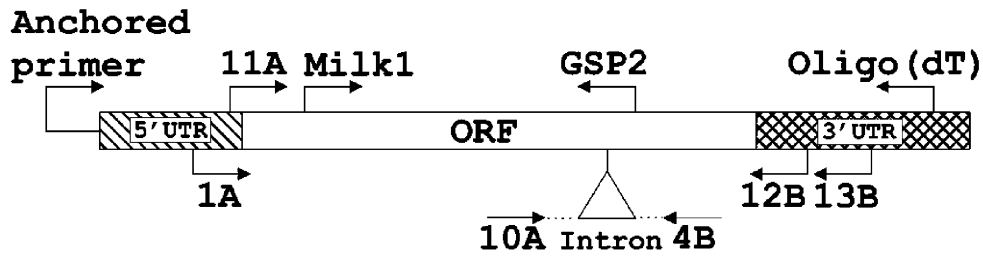 Anchored
primer
11A Milk1 GSP2 Oligo(dT)
5'UTR ORF 3'UTR
1A 12B 13B
10A Intron 4B